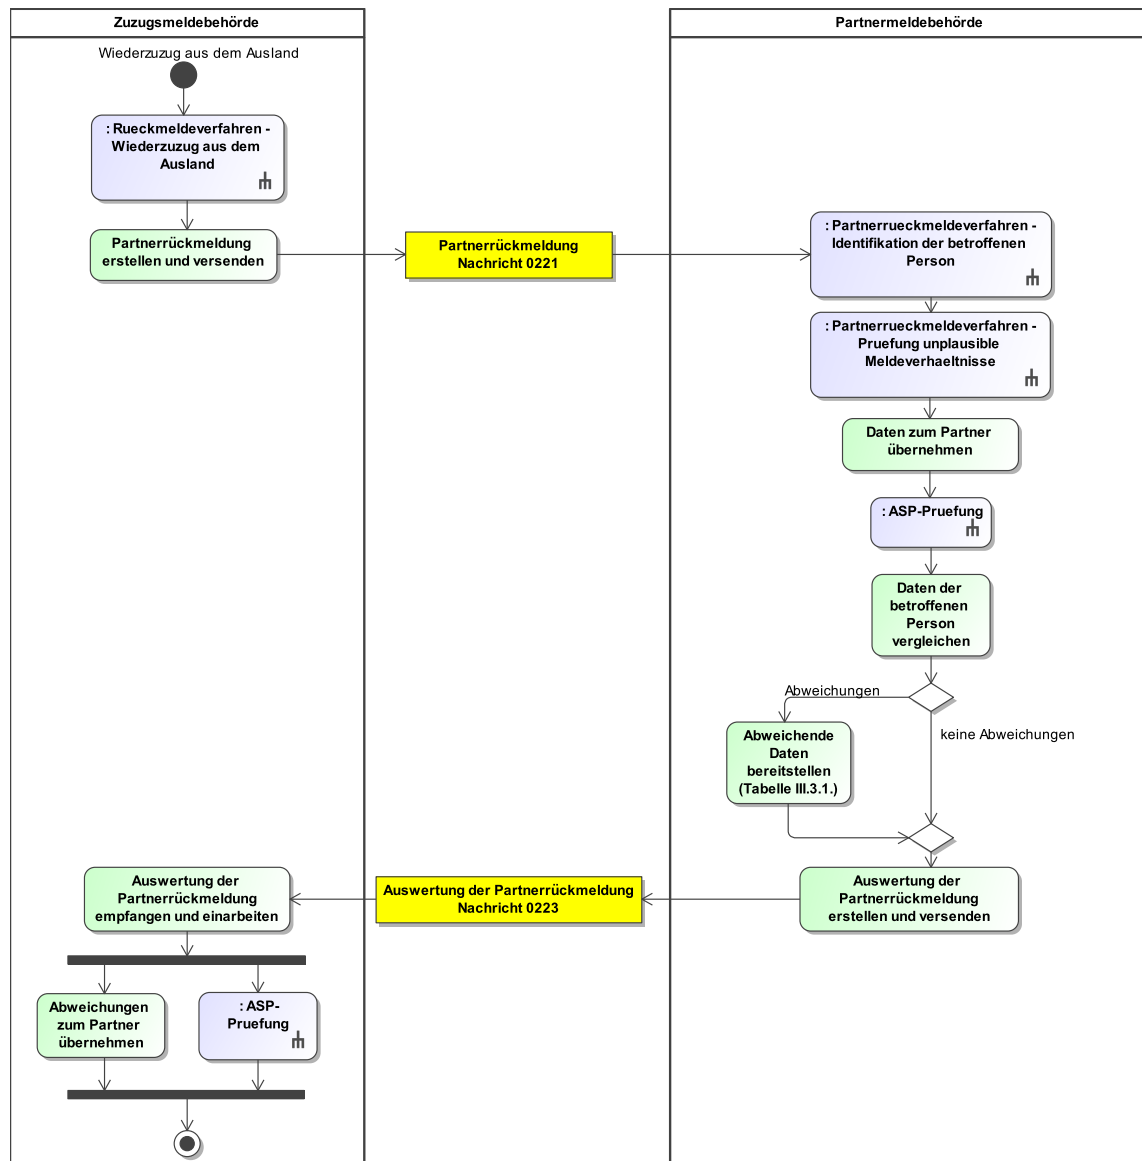 Zuzugsmeldebehörde
Partnermeldebehörde
Wiederzuzug aus dem Ausland
: Rueckmeldeverfahren -
Wiederzuzug aus dem
Ausland
Partnerrückmeldung
erstellen und versenden
Partnerrückmeldung
Nachricht 0221
: Partnerrueckmeldeverfahren -
Identifikation der betroffenen
Person
: Partnerrueckmeldeverfahren -
Pruefung unplausible
Meldeverhaeltnisse
Daten zum Partner
übernehmen
: ASP-Pruefung
Daten der
betroffenen
Person
vergleichen
Abweichungen
keine Abweichungen
Abweichende
Daten
bereitstellen
(Tabelle III.3.1.)
Auswertung der
Partnerrückmeldung
erstellen und versenden
Auswertung der Partnerrückmeldung
Nachricht 0223
Auswertung der
Partnerrückmeldung
empfangen und einarbeiten
Abweichungen
zum Partner
übernehmen
: ASP-
Pruefung